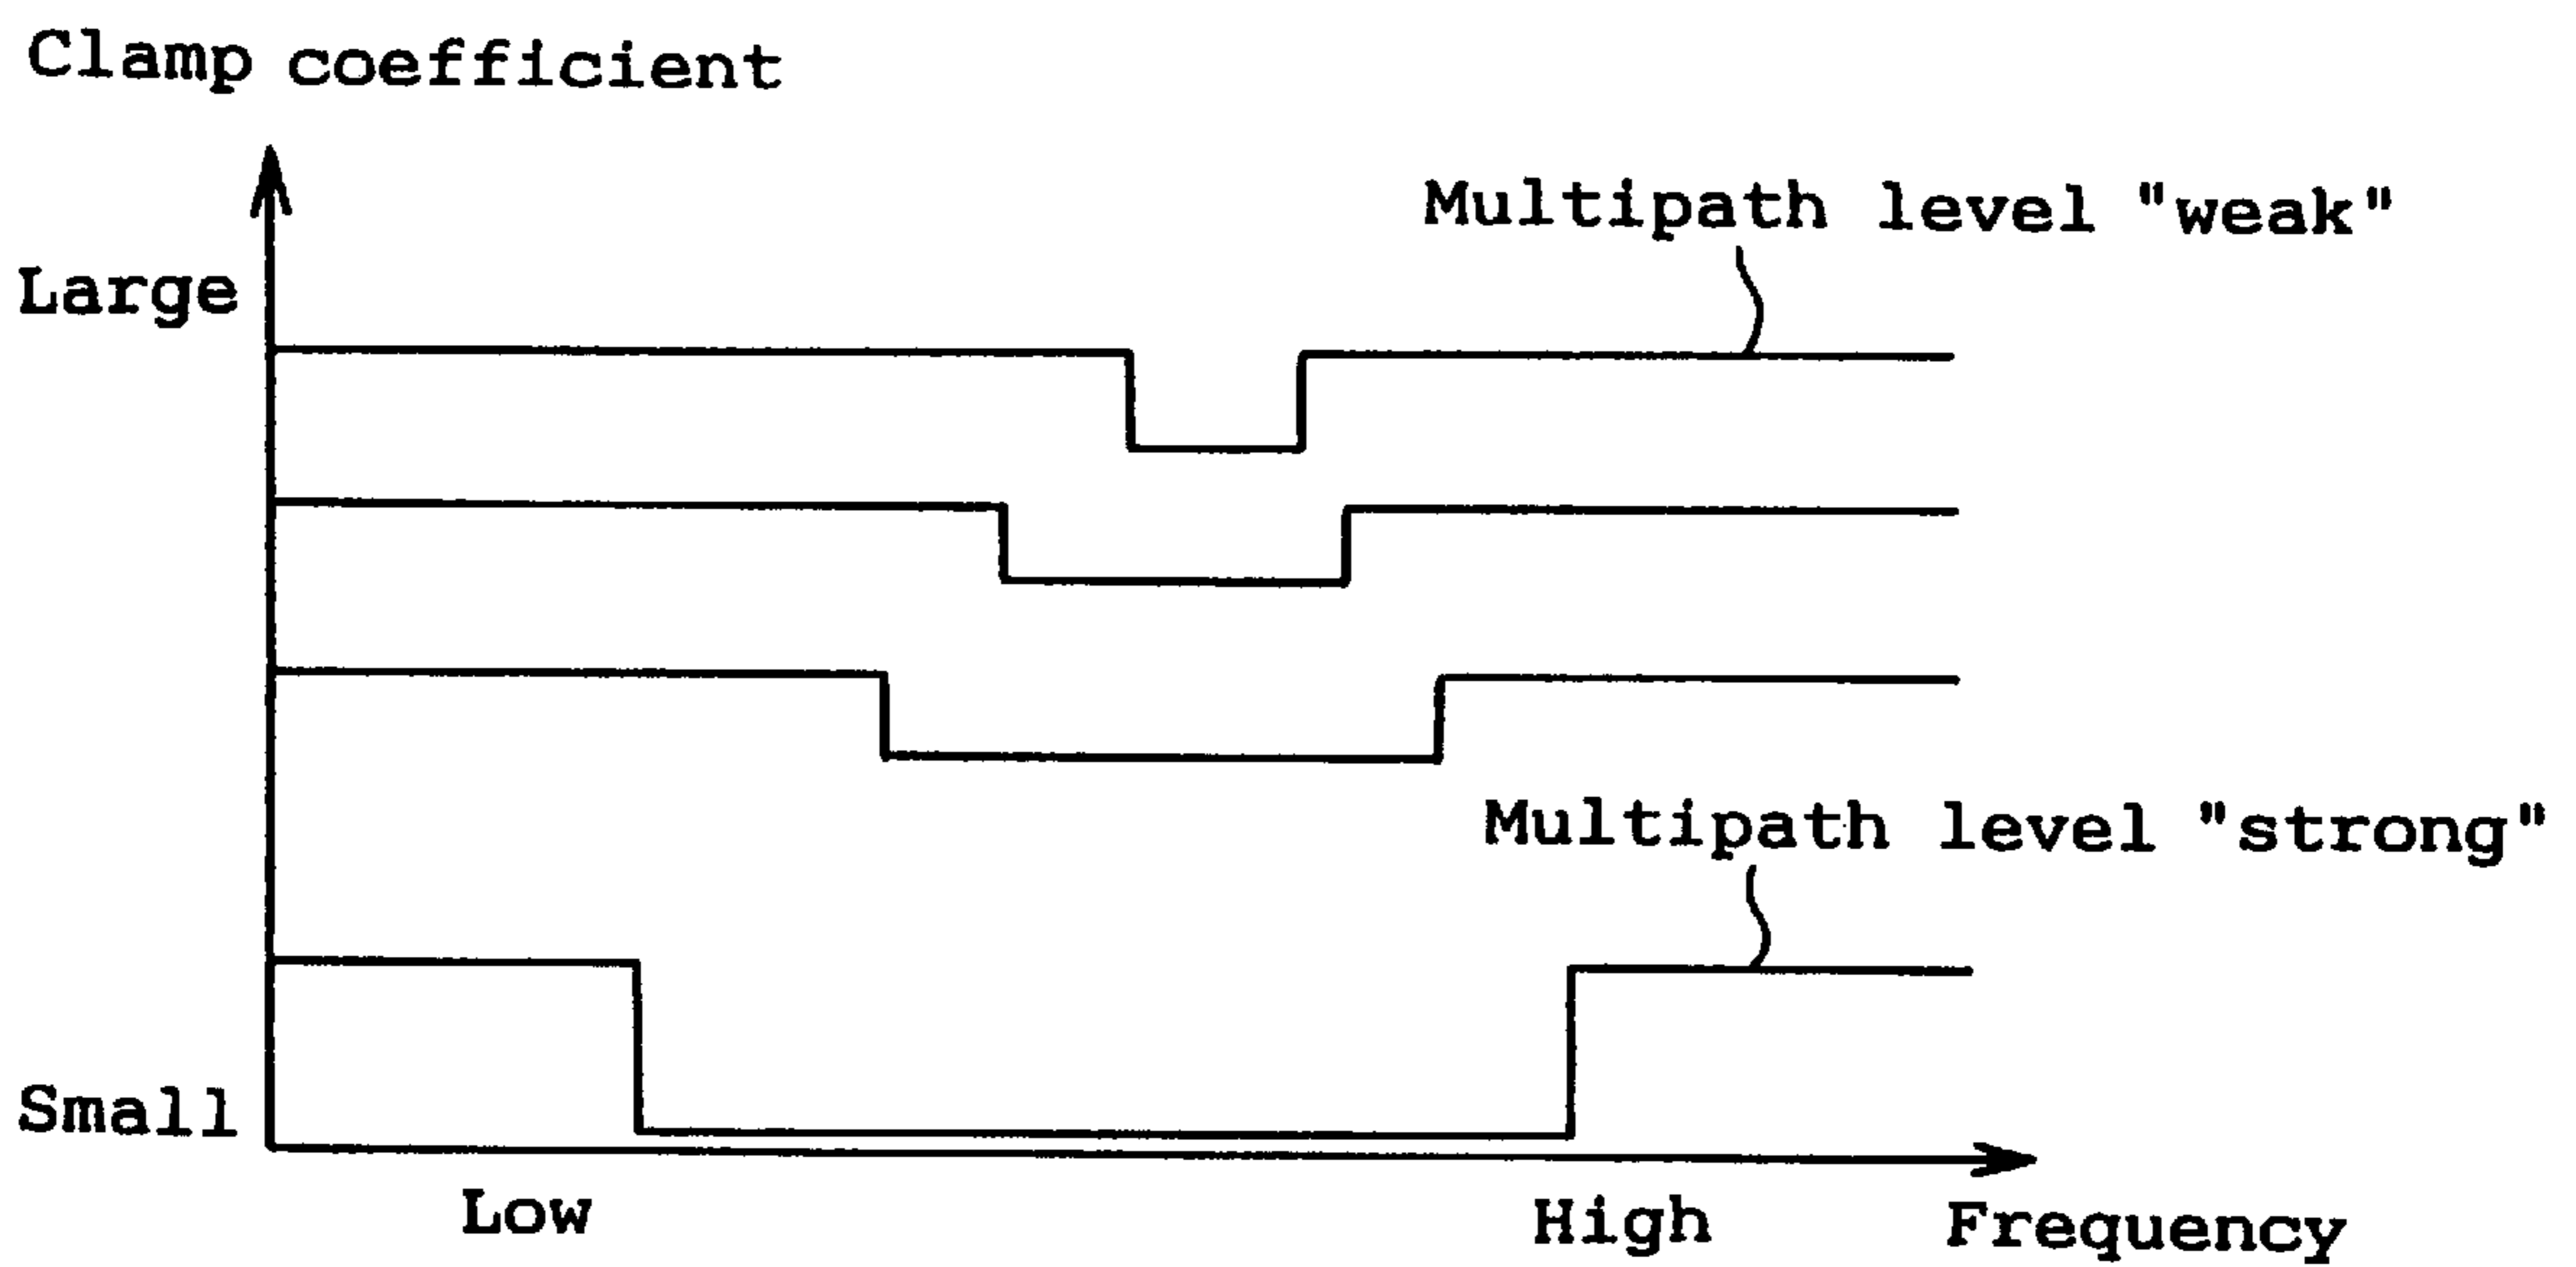 Clamp coefficient
Multipath level "weak"
Large
Multipath level "strong"
Small
Low
High
Frequency